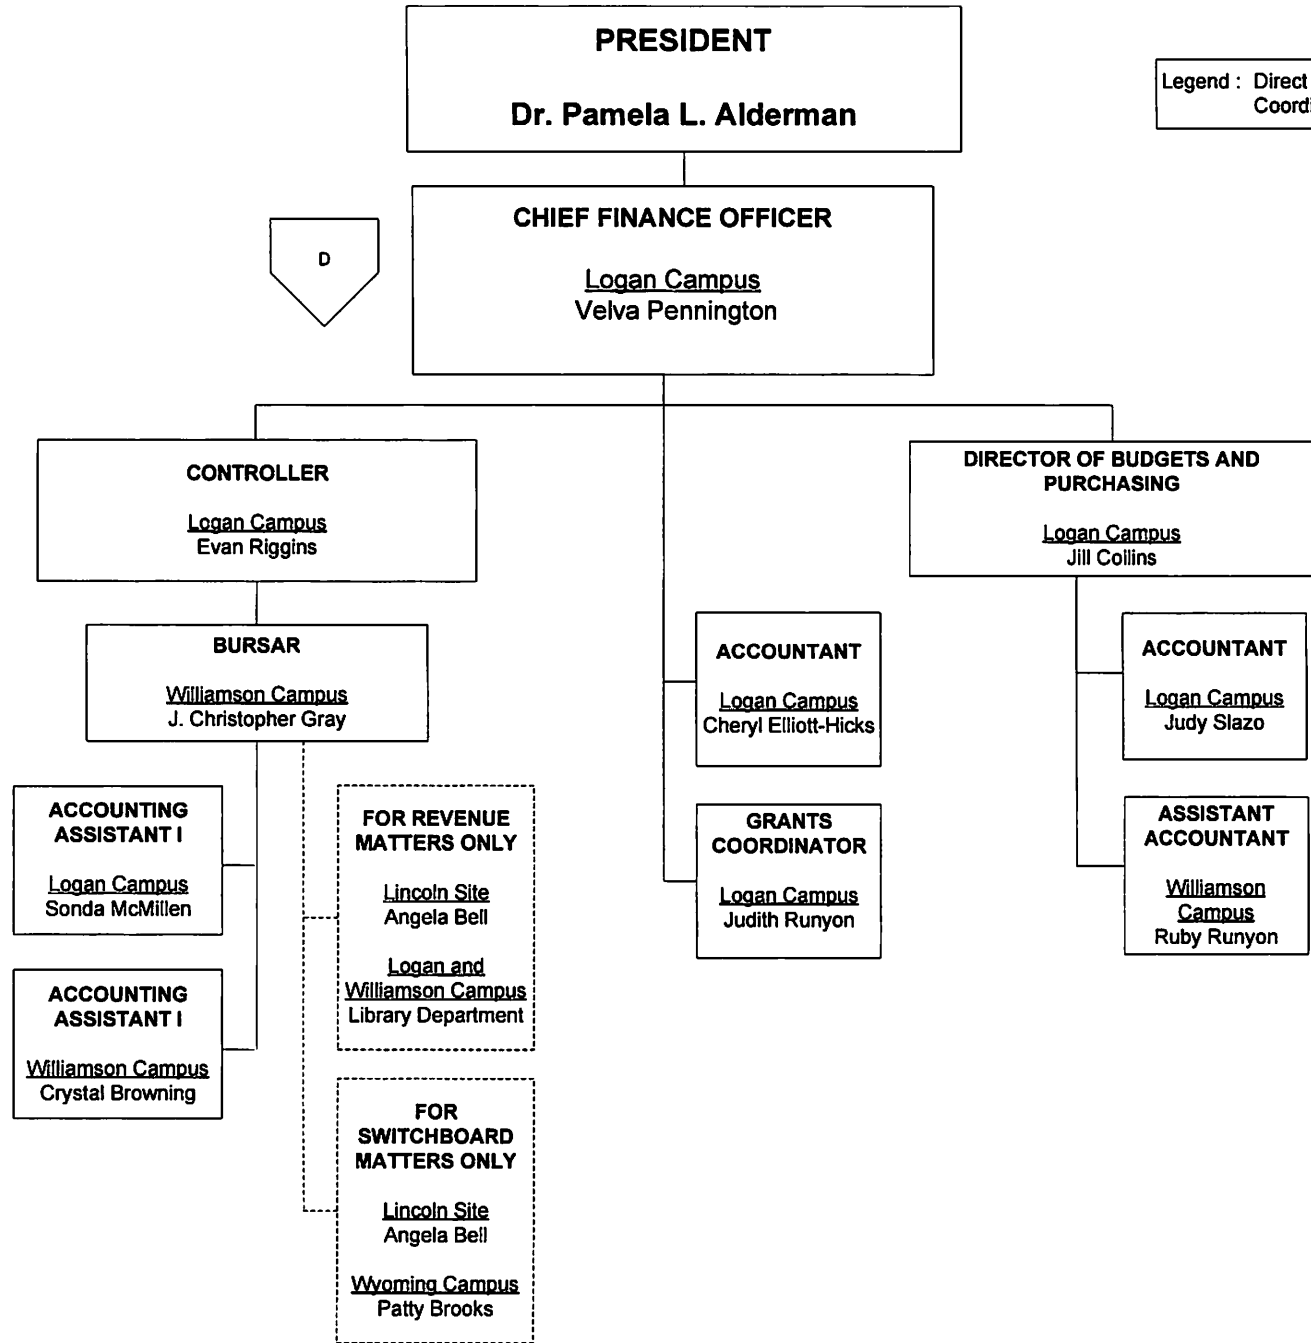 PRESIDENT
Dr. Pamela L. Alderman
Legend : Direct
D
CHIEF FINANCE OFFICER
Logan Campus
Velva Pennington
CONTROLLER
Logan Campus
Evan Riggins
DIRECTOR OF BUDGETS AND
PURCHASING
Logan Campus
Jill Collins
BURSAR
Williamson Campus
J. Christopher Gray
ACCOUNTANT
Logan Campus
Cheryl Elliott-Hicks
ACCOUNTANT
Logan Campus
Judy Slazo
ACCOUNTING
ASSISTANT I
Logan Campus
Sonda McMillen
FOR REVENUE
MATTERS ONLY
Lincoln Site
Angela Bell
Logan and
Williamson Campus
Library Department
GRANTS
COORDINATOR
Logan Campus
Judith Runyon
ASSISTANT
ACCOUNTANT
Williamson
Campus
Ruby Runyon
ACCOUNTING
ASSISTANT I
Williamson Campus
Crystal Browning
FOR
SWITCHBOARD
MATTERS ONLY
Lincoln Site
Angela Bell
Wyoming Campus
Patty Brooks